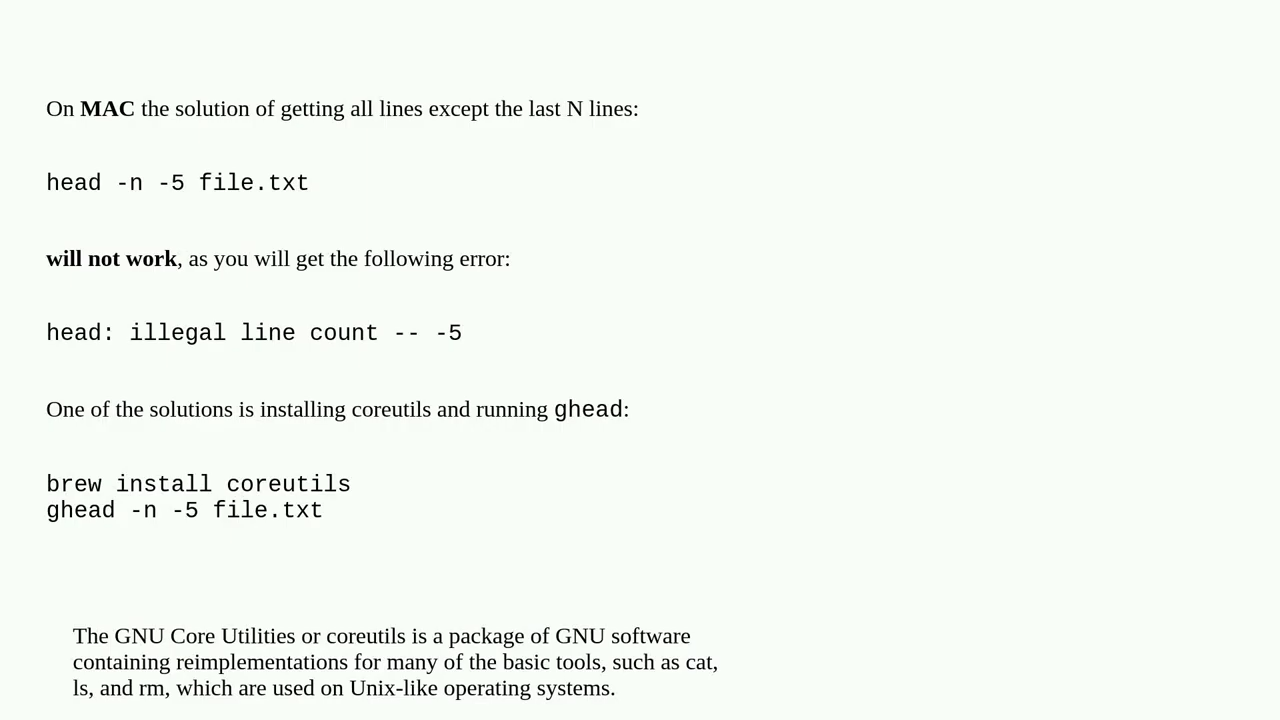 On MAC the solution of getting all lines except the last N lines:
head -n -5 file.txt
will not work, as you will get the following error:
head: illegal line count -- -5
One of the solutions is installing coreutils and running ghead:
brew install coreutils
ghead -n -5 file.txt
The GNU Core Utilities or coreutils is a package of GNU software
containing reimplementations for many of the basic tools, such as cat,
ls, and rm, which are used on Unix-like operating systems.